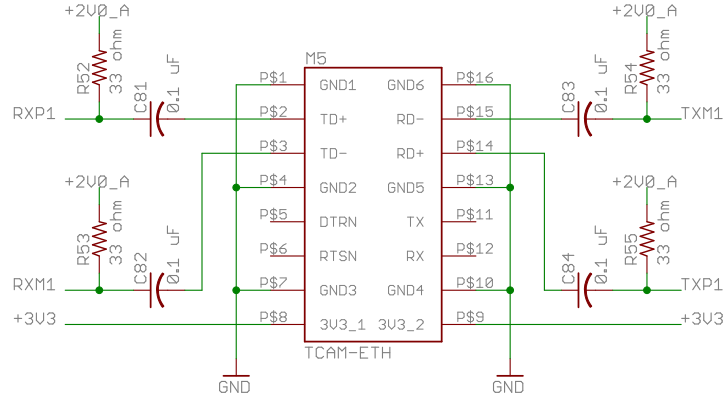 +2V0_A
+2V0_A
R52
33 ohm
C81
0.1 uF
M5
C83
0.1 uF
R54
33 ohm
P$1 GND1 GND6 P$16
RXP1 P$2 TD+ RD- P$15 TXM1
P$3 TD- RD+ P$14
+2V0_A P$4 GND2 GND5 P$13 +2V0_A
P$5 DTRN TX P$11
R53
33 ohm
C82
0.1 uF
P$6 RTSN RX P$12
C84
0.1 uF
R55
33 ohm
RXM1 P$7 GND3 GND4 P$10 TXP1
+3V3 P$8 3V3_1 3V3_2 P$9 +3V3
TCAM-ETH
GND
GND